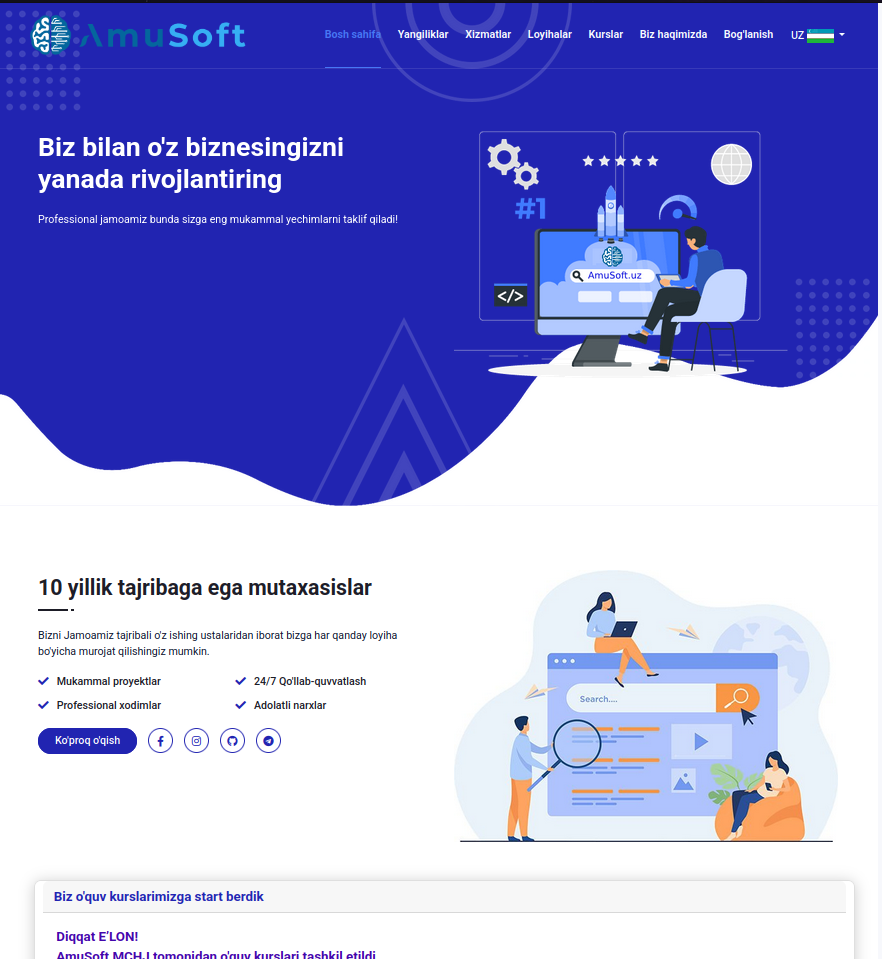 AmuSoft
Bosh sahifa Yangiliklar Xizmatlar Loyihalar Kurslar Biz haqimizda Bog'lanish UZ
Biz bilan o'z biznesingizni
yanada rivojlantiring
Professional jamoamiz bunda sizga eng mukammal yechimlarni taklif qiladi!
#1
AmuSoft.uz
</>
10 yillik tajribaga ega mutaxasislar
Bizni Jamoamiz tajribali o'z ishing ustalaridan iborat bizga har qanday loyiha
bo'yicha murojat qilishingiz mumkin.
Mukammal proyektlar 24/7 Qo'llab-quvvatlash
Professional xodimlar Adolatli narxlar
Ko'proq o'qish
Search....
Biz o'quv kurslarimizga start berdik
Diqqat E'LON!
AmuSoft MCHJ tomonidan o'quv kurslari tashkil etildi